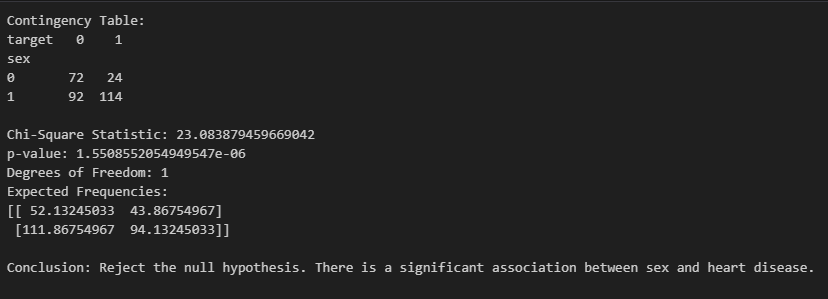 Contingency Table:
target   0    1
sex
0       72   24
1       92  114
Chi-Square Statistic: 23.083879459669042
p-value: 1.5508552054949547e-06
Degrees of Freedom: 1
Expected Frequencies:
[[ 52.13245033  43.86754967]
 [111.86754967  94.13245033]]
Conclusion: Reject the null hypothesis. There is a significant association between sex and heart disease.